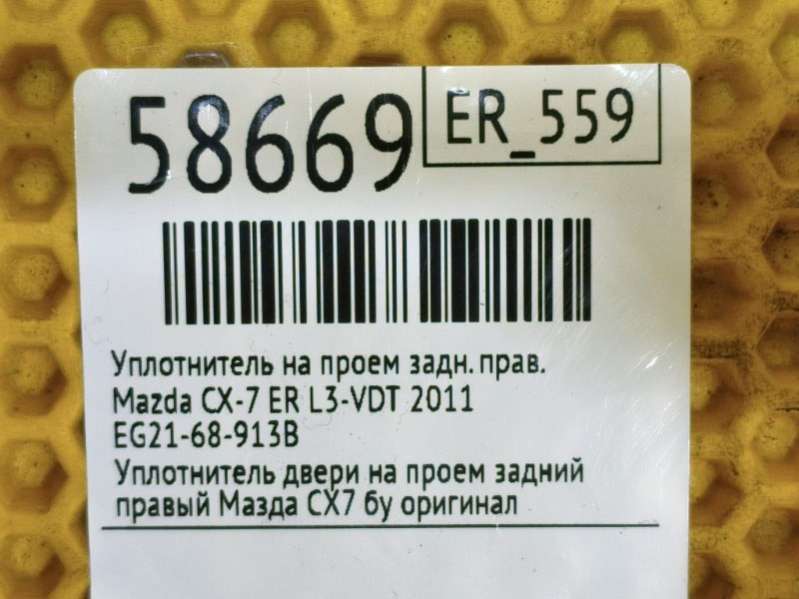 58669
ER_559
Уплотнитель на проем задн. прав.
Mazda CX-7 ER L3-VDT 2011
EG21-68-913B
Уплотнитель двери на проем задний
правый Мазда СХ7 бу оригинал